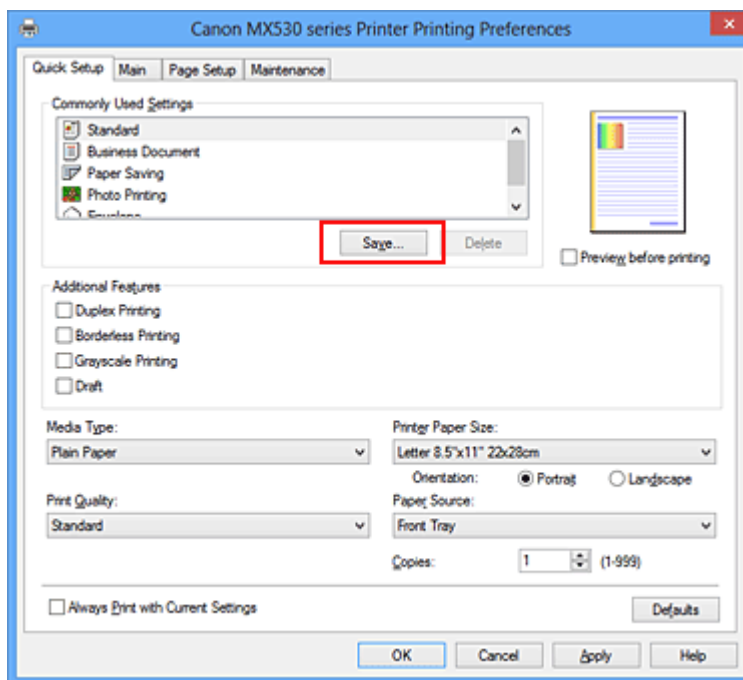 Canon MX530 series Printer Printing Preferences
Quick Setup Main Page Setup Maintenance
Commonly Used Settings
Standard
Business Document
Paper Saving
Photo Printing
Envelope
Save... Delete
Preview before printing
Additional Features
Duplex Printing
Borderless Printing
Grayscale Printing
Draft
Media Type:
Plain Paper
Printer Paper Size:
Letter 8.5"x11" 22x28cm
Orientation: Portrait Landscape
Print Quality:
Standard
Paper Source:
Front Tray
Copies: 1 (1-999)
Always Print with Current Settings
Defaults
OK Cancel Apply Help